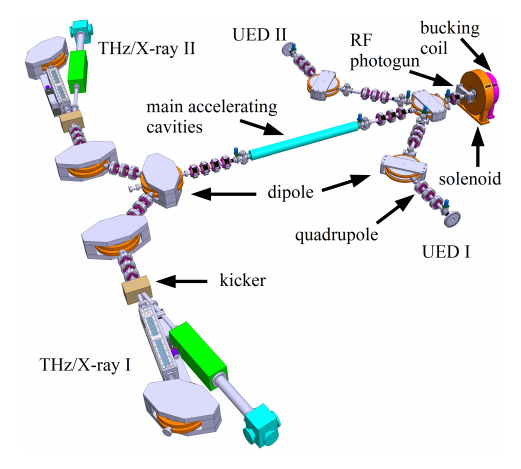 THz/X-ray II
UED II
RF
photogun
bucking
coil
main accelerating
cavities
solenoid
dipole
quadrupole
UED I
kicker
THz/X-ray I